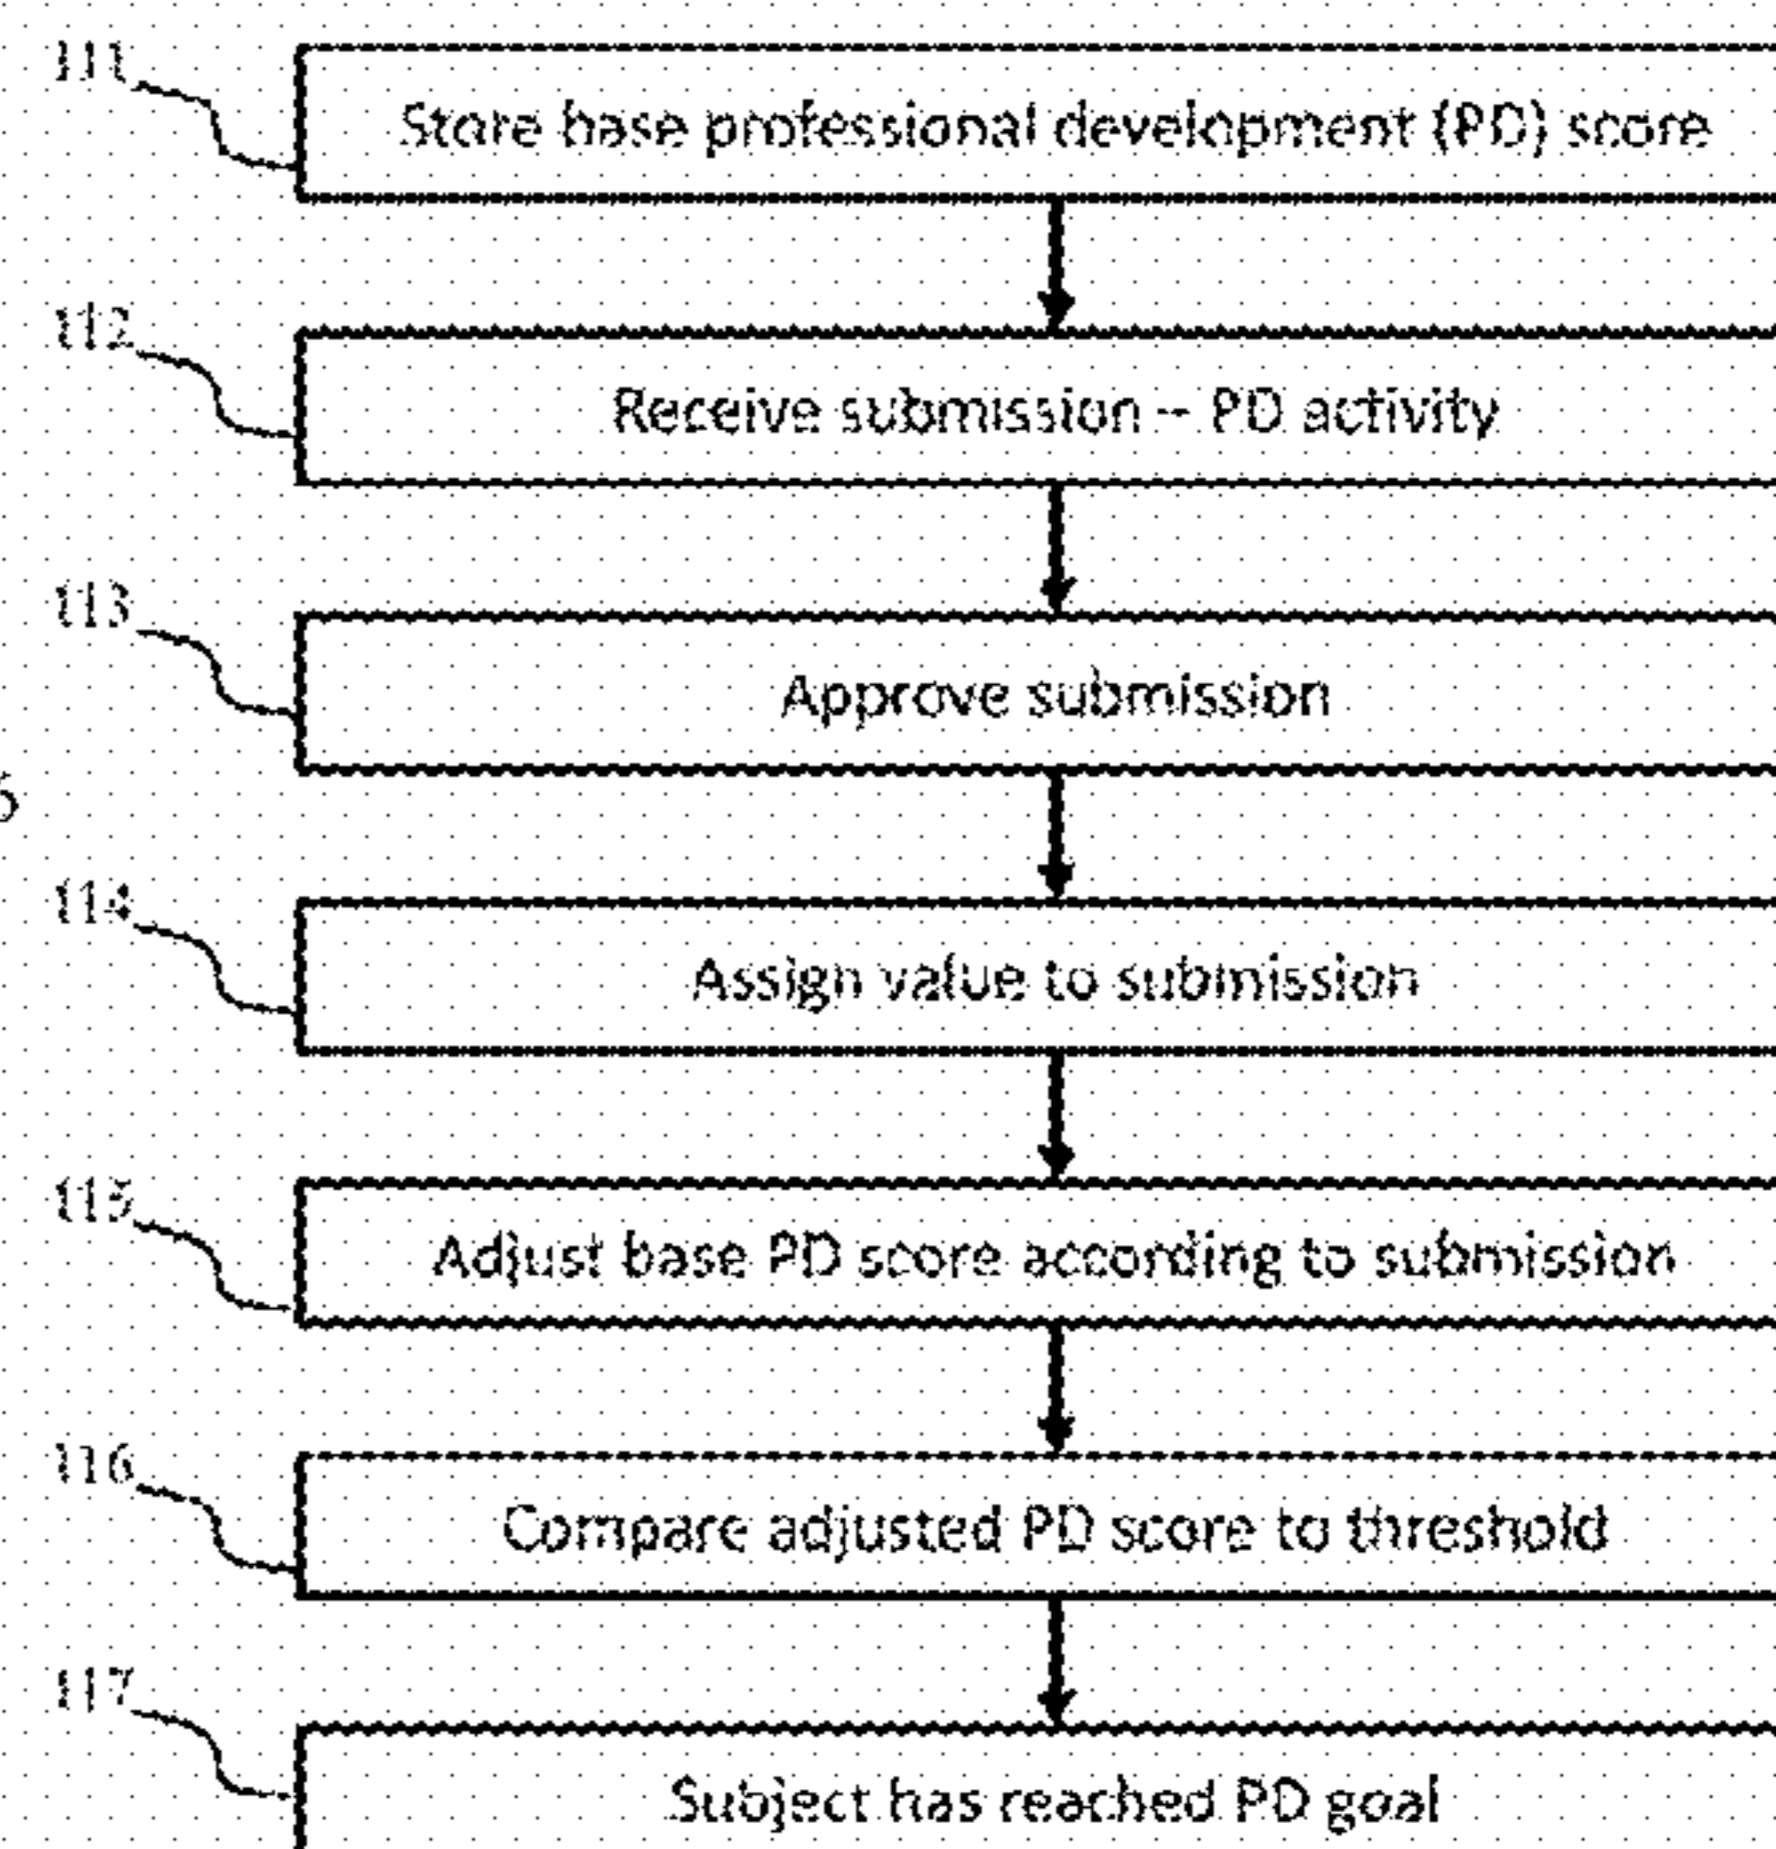 111
Store base professional development (PD) score
112
Receive submission -- PD activity
113
Approve submission
114
Assign value to submission
115
Adjust base PD score according to submission
116
Compare adjusted PD score to threshold
117
Subject has reached PD goal